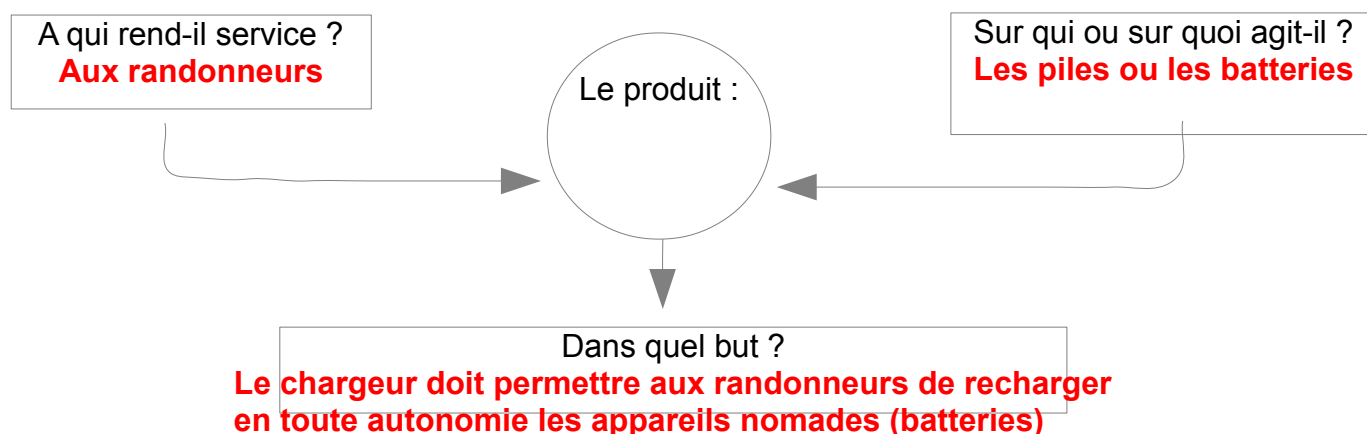 A qui rend-il service ?
Aux randonneurs
Le produit :
Sur qui ou sur quoi agit-il ?
Les piles ou les batteries
Dans quel but ?
Le chargeur doit permettre aux randonneurs de recharger
en toute autonomie les appareils nomades (batteries)